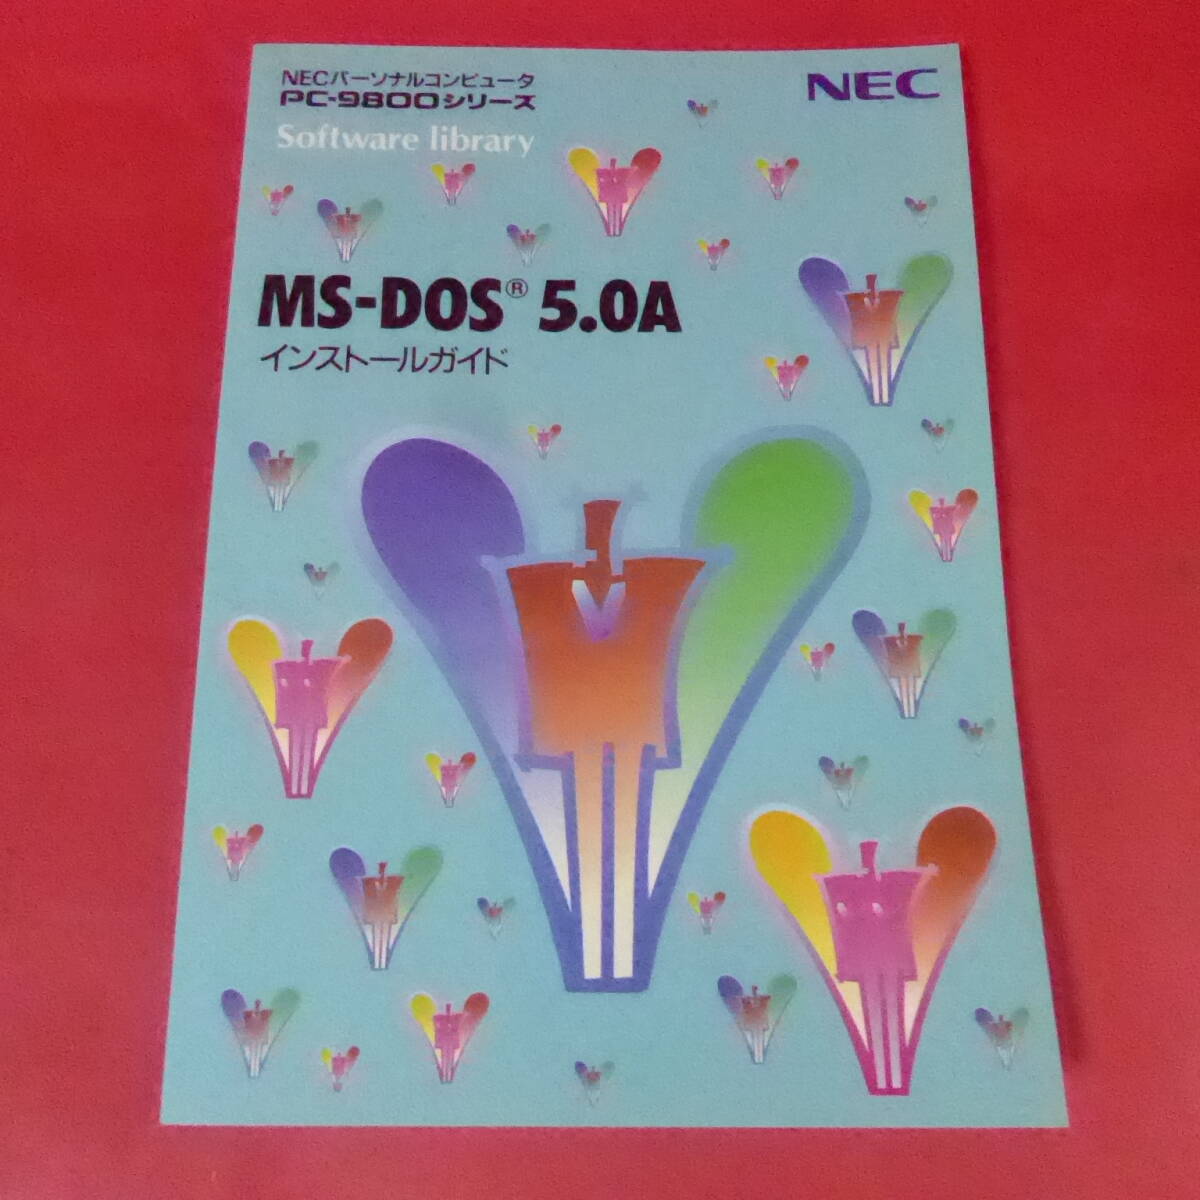 NECパーソナルコンピュータ
PC-9800シリーズ
Software library
NEC
MS-DOS® 5.0A
インストールガイド